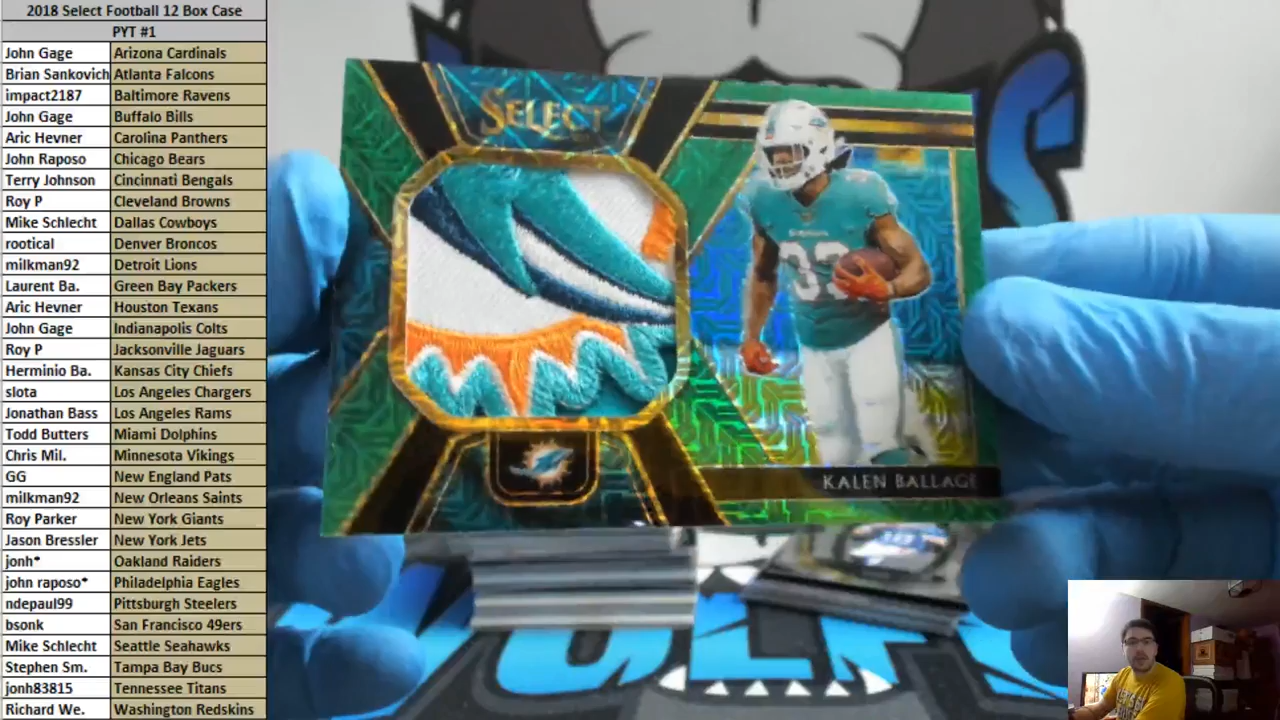 2018 Select Football 12 Box Case
PYT #1
John Gage Arizona Cardinals
Brian Sankovich Atlanta Falcons
impact2187 Baltimore Ravens
John Gage Buffalo Bills
Aric Hevner Carolina Panthers
John Raposo Chicago Bears
Terry Johnson Cincinnati Bengals
Roy P Cleveland Browns
Mike Schlecht Dallas Cowboys
rootical Denver Broncos
milkman92 Detroit Lions
Laurent Ba. Green Bay Packers
Aric Hevner Houston Texans
John Gage Indianapolis Colts
Roy P Jacksonville Jaguars
Herminio Ba. Kansas City Chiefs
slota Los Angeles Chargers
Jonathan Bass Los Angeles Rams
Todd Butters Miami Dolphins
Chris Mil. Minnesota Vikings
GG New England Pats
milkman92 New Orleans Saints
Roy Parker New York Giants
Jason Bressler New York Jets
jonh* Oakland Raiders
john raposo* Philadelphia Eagles
ndepaul99 Pittsburgh Steelers
bsonk San Francisco 49ers
Mike Schlecht Seattle Seahawks
Stephen Sm. Tampa Bay Bucs
jonh83815 Tennessee Titans
Richard We. Washington Redskins
SELECT
33
KALEN BALLAGE